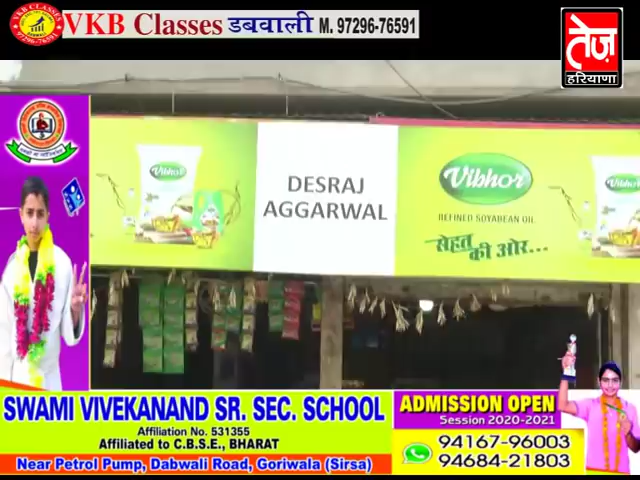 VKB Classes डबवाली M. 97296-76591
तेज़
हरियाणा
Vibhor
DESRAJ
AGGARWAL
Vibhor
REFINED SOYABEAN OIL
सेहत की ओर...
Vibhor
SWAMI VIVEKANAND SR. SEC. SCHOOL
Affiliation No. 531355
Affiliated to C.B.S.E., BHARAT
Near Petrol Pump, Dabwali Road, Goriwala (Sirsa)
ADMISSION OPEN
Session 2020-2021
94167-96003
94684-21803